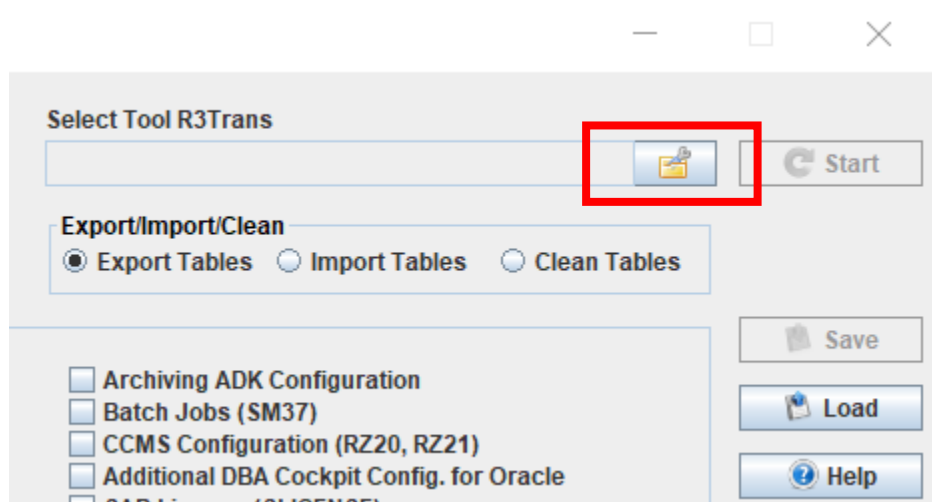 Select Tool R3Trans
Start
Export/Import/Clean
Export Tables Import Tables Clean Tables
Save
Archiving ADK Configuration
Batch Jobs (SM37)
Load
CCMS Configuration (RZ20, RZ21)
Additional DBA Cockpit Config. for Oracle
Help